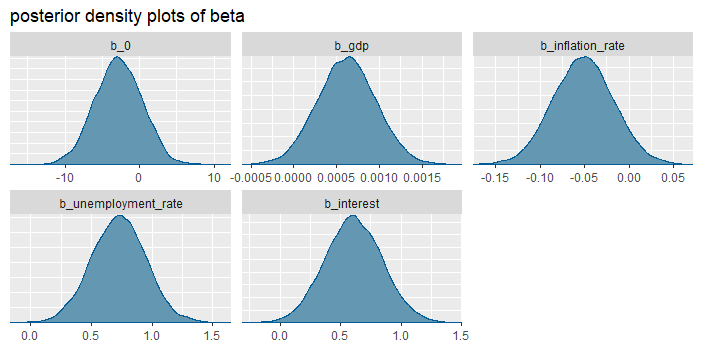 posterior density plots of beta
b_0
b_gdp
b_inflation_rate
-10 0 10
-0.0005 0.0000 0.0005 0.0010 0.0015
-0.15 -0.10 -0.05 0.00 0.05
b_unemployment_rate
b_interest
0.0 0.5 1.0 1.5
0.0 0.5 1.0 1.5